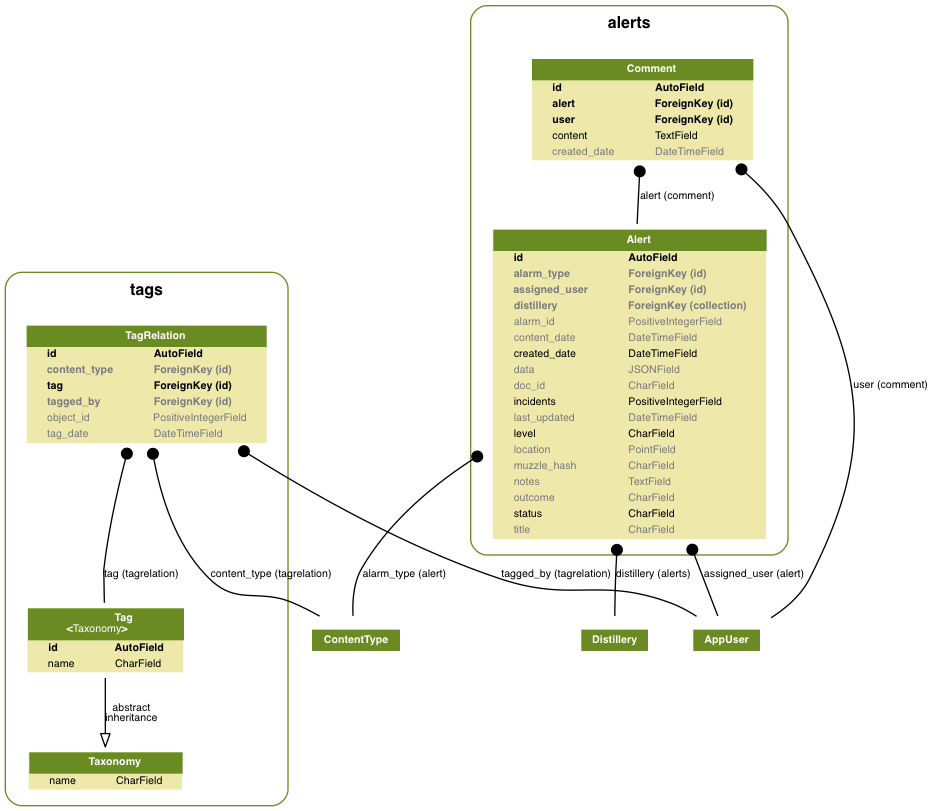 alerts
Comment
id AutoField
alert ForeignKey (id)
user ForeignKey (id)
content TextField
created_date DateTimeField
alert (comment)
Alert
id AutoField
alarm_type ForeignKey (id)
assigned_user ForeignKey (id)
distillery ForeignKey (collection)
alarm_id PositiveIntegerField
content_date DateTimeField
created_date DateTimeField
data JSONField
doc_id CharField
incidents PositiveIntegerField
last_updated DateTimeField
level CharField
location PointField
muzzle_hash CharField
notes TextField
outcome CharField
status CharField
title CharField
user (comment)
tags
TagRelation
id AutoField
content_type ForeignKey (id)
tag ForeignKey (id)
tagged_by ForeignKey (id)
object_id PositiveIntegerField
tag_date DateTimeField
tag (tagrelation)
content_type (tagrelation)
alarm_type (alert)
tagged_by (tagrelation)
distillery (alerts)
assigned_user (alert)
Tag
<Taxonomy>
id AutoField
name CharField
ContentType
Distillery
AppUser
abstract
inheritance
Taxonomy
name CharField